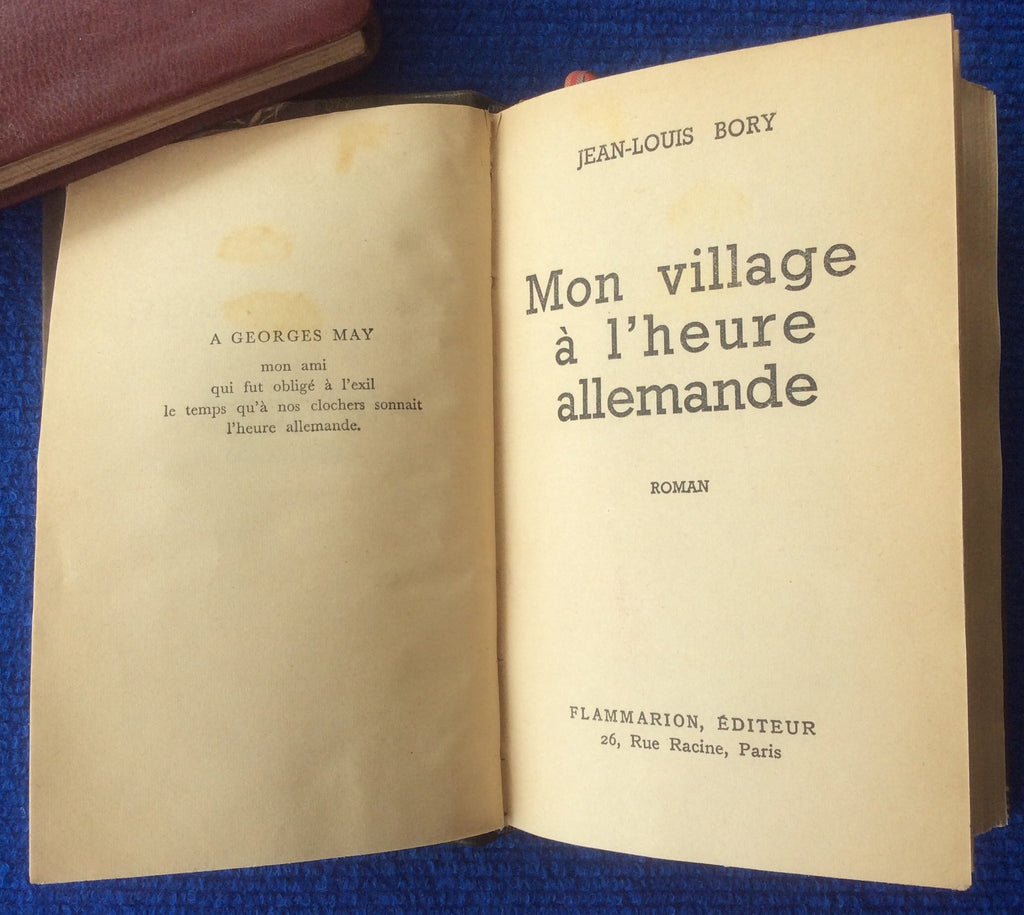 A GEORGES MAY
mon ami
qui fut obligé à l'exil
le temps qu'à nos clochers sonnait
l'heure allemande.
JEAN-LOUIS BORY
Mon village
à l'heure
allemande
ROMAN
FLAMMARION, ÉDITEUR
26, Rue Racine, Paris